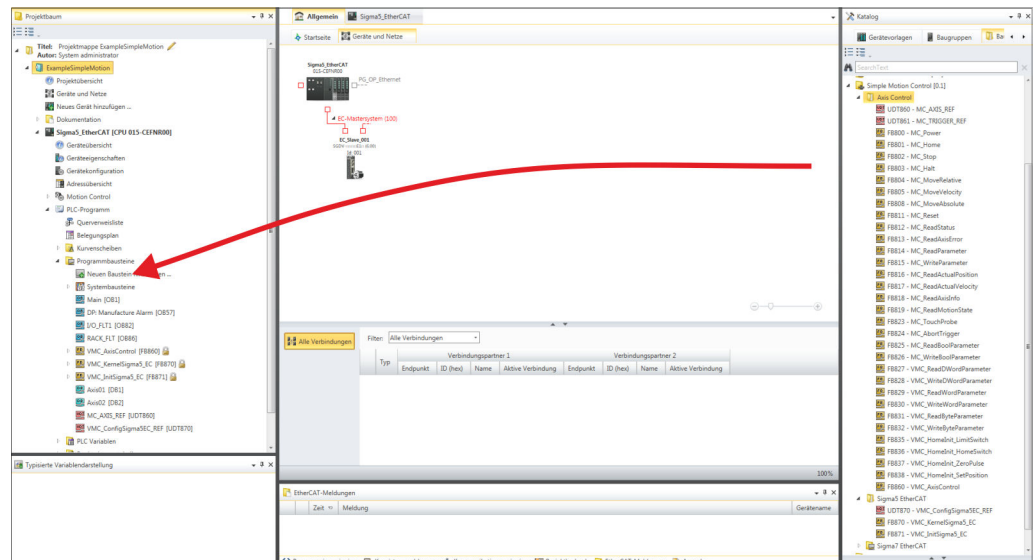 Projektbaum
Titel: Projektmappe ExampleSimpleMotion
Autor: System administrator
ExampleSimpleMotion
Projektübersicht
Geräte und Netze
Neues Gerät hinzufügen ...
Dokumentation
Sigma5_EtherCAT [CPU 015-CEFNR00]
Geräteübersicht
Geräteeigenschaften
Gerätekonfiguration
Adressübersicht
Motion Control
PLC-Programm
Querverweisliste
Belegungsplan
Kurvenscheiben
Programmbausteine
Neuen Baustein
Systembausteine
Main [OB1]
DP: Manufacture Alarm [OB57]
I/O_FLT1 [OB82]
RACK_FLT [OB86]
VMC_AxisControl [FB860]
VMC_KernelSigma5_EC [FB870]
VMC_InitSigma5_EC [FB871]
Axis01 [DB1]
Axis02 [DB2]
MC_AXIS_REF [UDT860]
VMC_ConfigSigma5EC_REF [UDT870]
PLC Variablen
Typisierte Variablendarstellung
Allgemein
Sigma5_EtherCAT
Startseite
Geräte und Netze
Sigma5_EtherCAT
015-CEFNR00
PG_OP_Ethernet
EC-Mastersystem (100)
EC_Slave_001
Id_001
Alle Verbindungen
Filter:
Alle Verbindungen
Typ
Verbindungspartner 1
Verbindungspartner 2
Endpunkt
ID (hex)
Name
Aktive Verbindung
Endpunkt
ID (hex)
Name
Aktive Verbindung
100%
EtherCAT-Meldungen
Zeit
Meldung
Gerätename
Katalog
Gerätevorlagen
Baugruppen
Ba
SearchText
Simple Motion Control [0.1]
Axis Control
UDT860 - MC_AXIS_REF
UDT861 - MC_TRIGGER_REF
FB800 - MC_Power
FB801 - MC_Home
FB802 - MC_Stop
FB803 - MC_Halt
FB804 - MC_MoveRelative
FB805 - MC_MoveVelocity
FB808 - MC_MoveAbsolute
FB811 - MC_Reset
FB812 - MC_ReadStatus
FB813 - MC_ReadAxisError
FB814 - MC_ReadParameter
FB815 - MC_WriteParameter
FB816 - MC_ReadActualPosition
FB817 - MC_ReadActualVelocity
FB818 - MC_ReadAxisInfo
FB819 - MC_ReadMotionState
FB823 - MC_TouchProbe
FB824 - MC_AbortTrigger
FB825 - MC_ReadBoolParameter
FB826 - MC_WriteBoolParameter
FB827 - VMC_ReadDWordParameter
FB828 - VMC_WriteDWordParameter
FB829 - VMC_ReadWordParameter
FB830 - VMC_WriteWordParameter
FB831 - VMC_ReadByteParameter
FB832 - VMC_WriteByteParameter
FB835 - VMC_HomeInit_LimitSwitch
FB836 - VMC_HomeInit_HomeSwitch
FB837 - VMC_HomeInit_ZeroPulse
FB838 - VMC_HomeInit_SetPosition
FB860 - VMC_AxisControl
Sigma5 EtherCAT
UDT870 - VMC_ConfigSigma5EC_REF
FB870 - VMC_KernelSigma5_EC
FB871 - VMC_InitSigma5_EC
Sigma7 EtherCAT